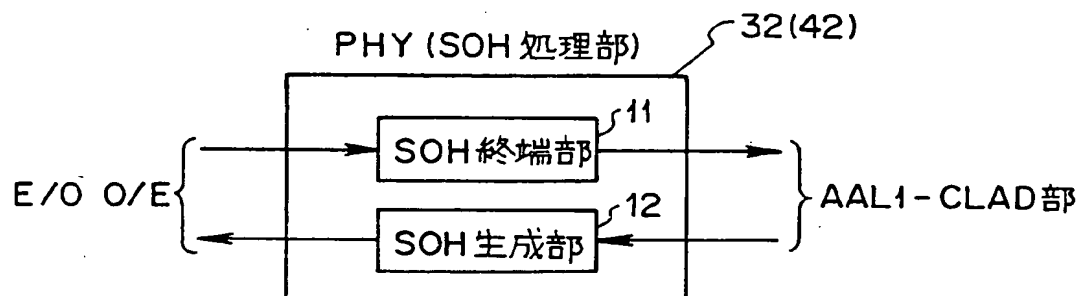 32(42)
PHY (SOH処理部)
11
SOH終端部
E/O O/E
AAL1-CLAD部
12
SOH生成部